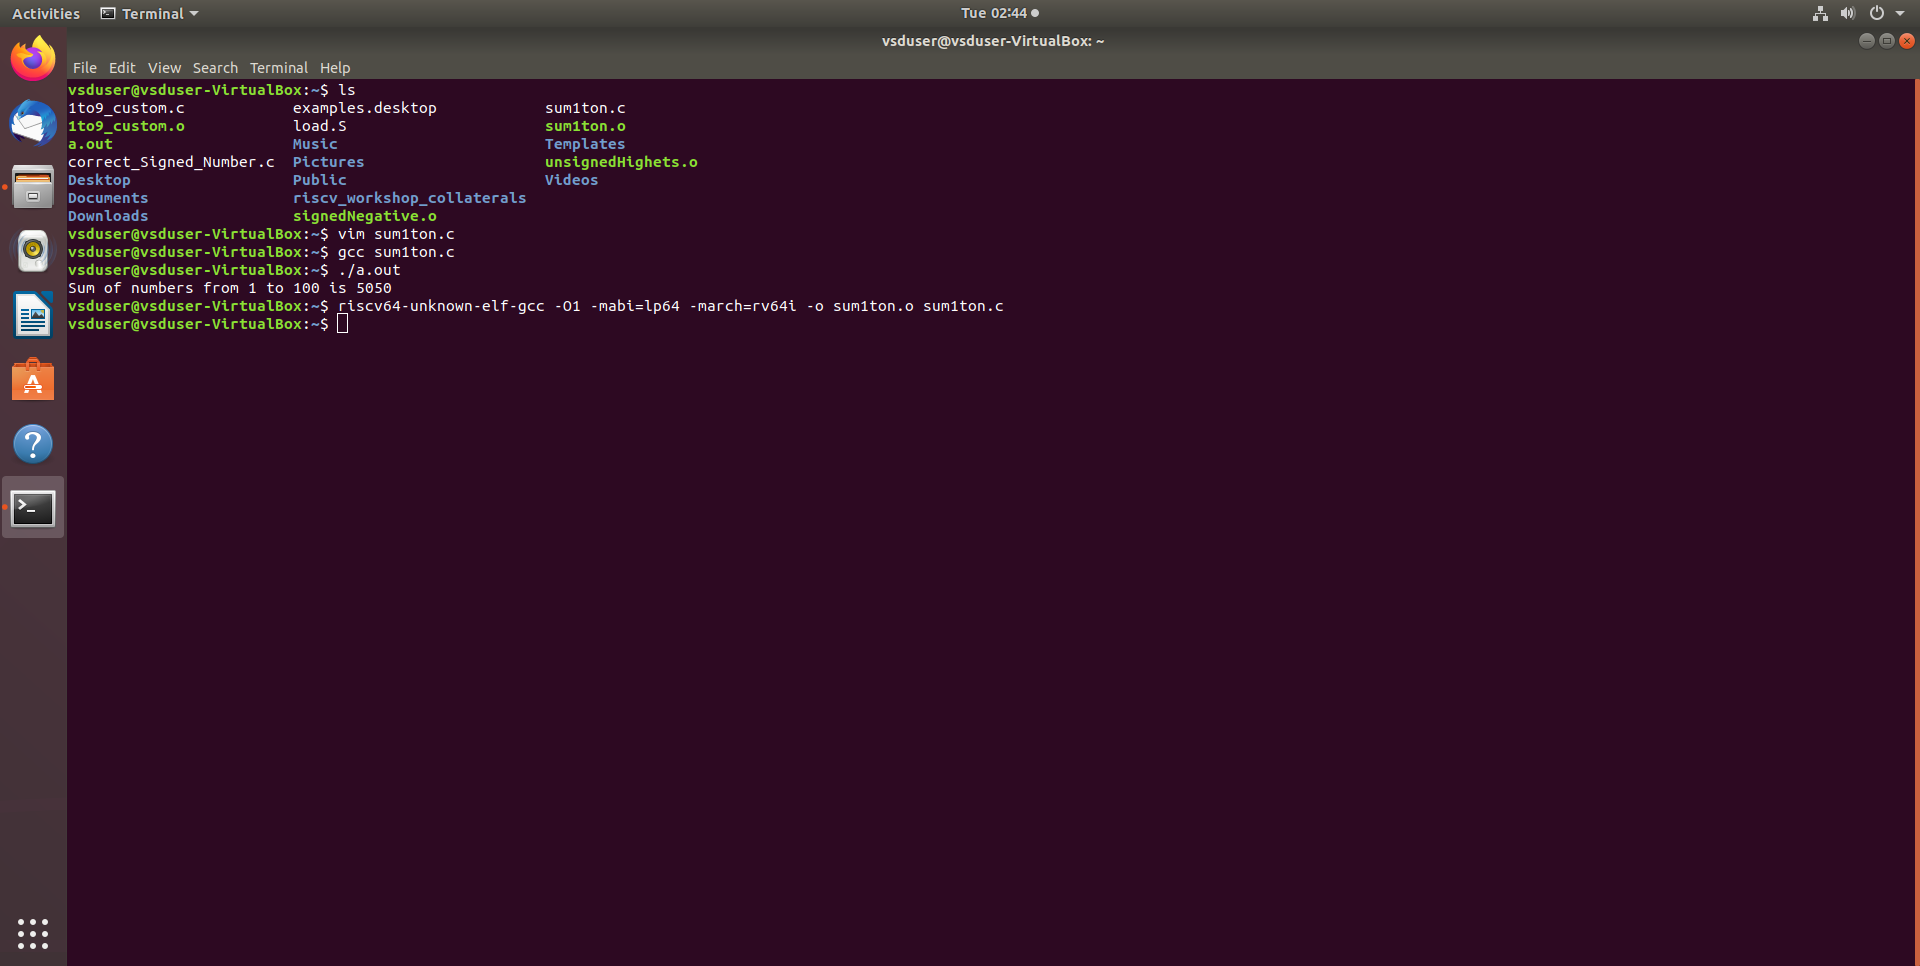 Activities Terminal Tue 02:44
vsduser@vsduser-VirtualBox: ~
File Edit View Search Terminal Help
vsduser@vsduser-VirtualBox:~$ ls
1to9_custom.c examples.desktop sum1ton.c
1to9_custom.o load.S sum1ton.o
a.out Music Templates
correct_Signed_Number.c Pictures unsignedHighets.o
Desktop Public Videos
Documents riscv_workshop_collaterals
Downloads signedNegative.o
vsduser@vsduser-VirtualBox:~$ vim sum1ton.c
vsduser@vsduser-VirtualBox:~$ gcc sum1ton.c
vsduser@vsduser-VirtualBox:~$ ./a.out
Sum of numbers from 1 to 100 is 5050
vsduser@vsduser-VirtualBox:~$ riscv64-unknown-elf-gcc -O1 -mabi=lp64 -march=rv64i -o sum1ton.o sum1ton.c
vsduser@vsduser-VirtualBox:~$